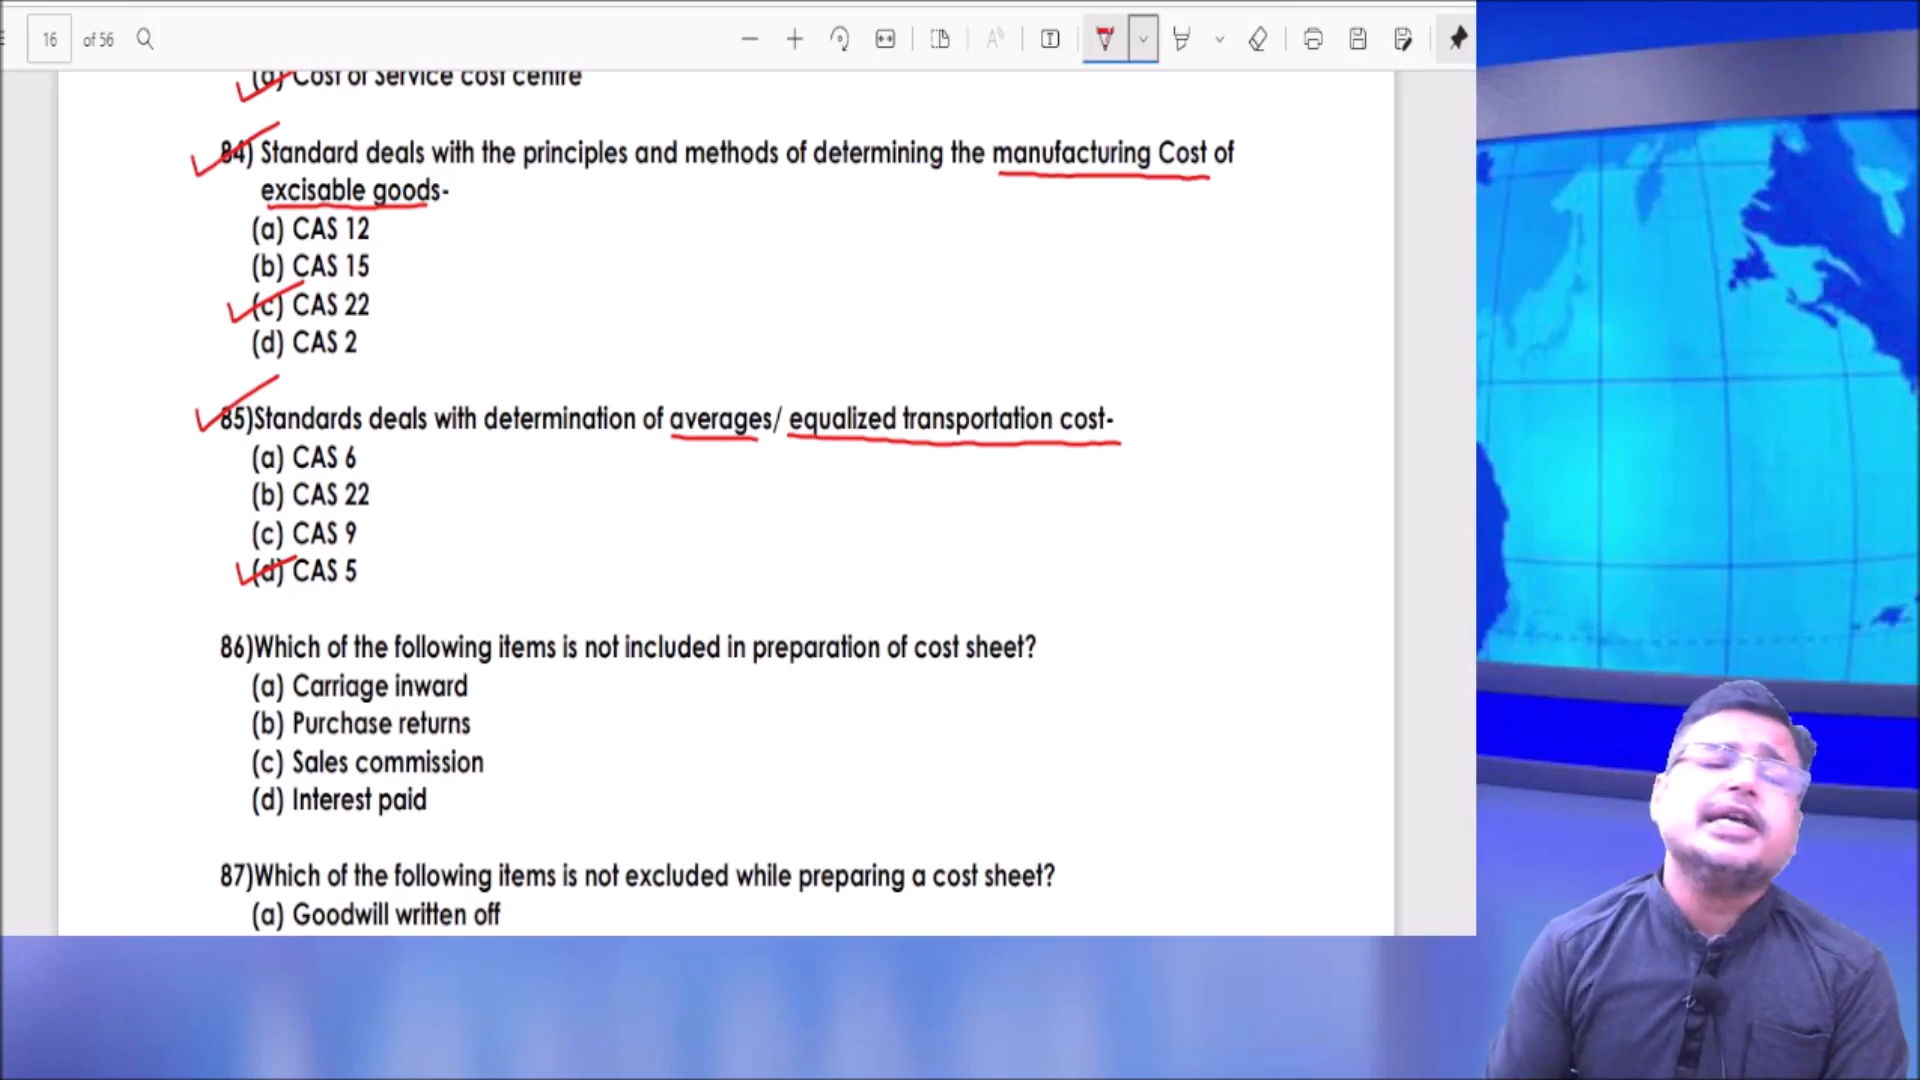 16 of 56
(d) Cost of Service cost centre
84) Standard deals with the principles and methods of determining the manufacturing Cost of
excisable goods-
(a) CAS 12
(b) CAS 15
(c) CAS 22
(d) CAS 2
85)Standards deals with determination of averages/ equalized transportation cost-
(a) CAS 6
(b) CAS 22
(c) CAS 9
(d) CAS 5
86)Which of the following items is not included in preparation of cost sheet?
(a) Carriage inward
(b) Purchase returns
(c) Sales commission
(d) Interest paid
87)Which of the following items is not excluded while preparing a cost sheet?
(a) Goodwill written off